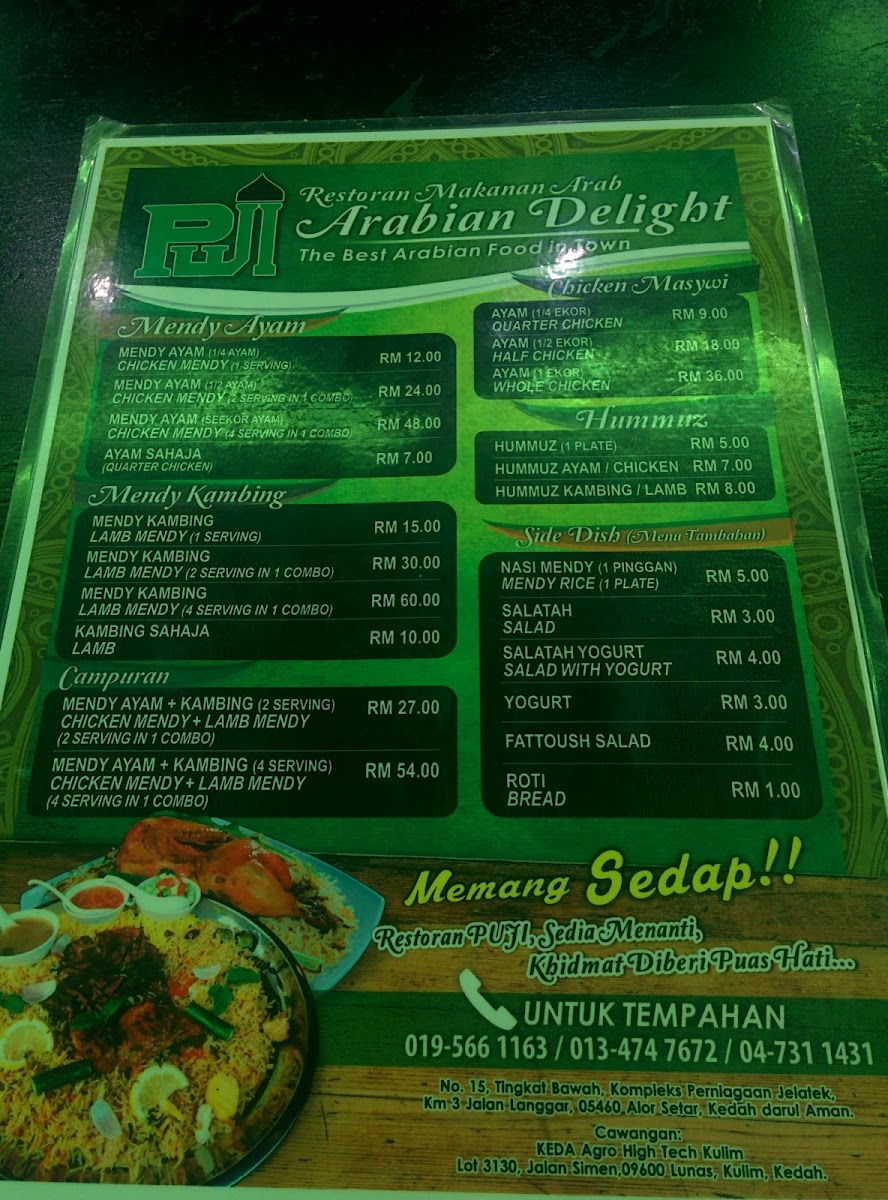 PUJI
Restoran Makanan Arab
Arabian Delight
The Best Arabian Food in Town
Mendy Ayam
MENDY AYAM (1/4 AYAM)
CHICKEN MENDY (1 SERVING) RM 12.00
MENDY AYAM (1/2 AYAM)
CHICKEN MENDY (2 SERVING IN 1 COMBO) RM 24.00
MENDY AYAM (SEEKOR AYAM)
CHICKEN MENDY (4 SERVING IN 1 COMBO) RM 48.00
AYAM SAHAJA
(QUARTER CHICKEN) RM 7.00
Mendy Kambing
MENDY KAMBING
LAMB MENDY (1 SERVING) RM 15.00
MENDY KAMBING
LAMB MENDY (2 SERVING IN 1 COMBO) RM 30.00
MENDY KAMBING
LAMB MENDY (4 SERVING IN 1 COMBO) RM 60.00
KAMBING SAHAJA
LAMB RM 10.00
Campuran
MENDY AYAM + KAMBING (2 SERVING) RM 27.00
CHICKEN MENDY + LAMB MENDY
(2 SERVING IN 1 COMBO)
MENDY AYAM + KAMBING (4 SERVING) RM 54.00
CHICKEN MENDY + LAMB MENDY
(4 SERVING IN 1 COMBO)
Chicken Masywi
AYAM (1/4 EKOR) RM 9.00
QUARTER CHICKEN
AYAM (1/2 EKOR) RM 18.00
HALF CHICKEN
AYAM (1 EKOR) RM 36.00
WHOLE CHICKEN
Hummuz
HUMMUZ (1 PLATE) RM 5.00
HUMMUZ AYAM / CHICKEN RM 7.00
HUMMUZ KAMBING / LAMB RM 8.00
Side Dish (Menu Tambahan)
NASI MENDY (1 PINGGAN)
MENDY RICE (1 PLATE) RM 5.00
SALATAH
SALAD RM 3.00
SALATAH YOGURT
SALAD WITH YOGURT RM 4.00
YOGURT RM 3.00
FATTOUSH SALAD RM 4.00
ROTI
BREAD RM 1.00
Memang Sedap!!
Restoran PUJI, Sedia Menanti,
Khidmat Diberi Puas Hati...
UNTUK TEMPAHAN
019-566 1163 / 013-474 7672 / 04-731 1431
No. 15, Tingkat Bawah, Kompleks Perniagaan Jelatek,
Km 3 Jalan Langgar, 05460 Alor Setar, Kedah darul Aman.
Cawangan:
KEDA Agro High Tech Kulim
Lot 3130, Jalan Simen,09600 Lunas, Kulim, Kedah.